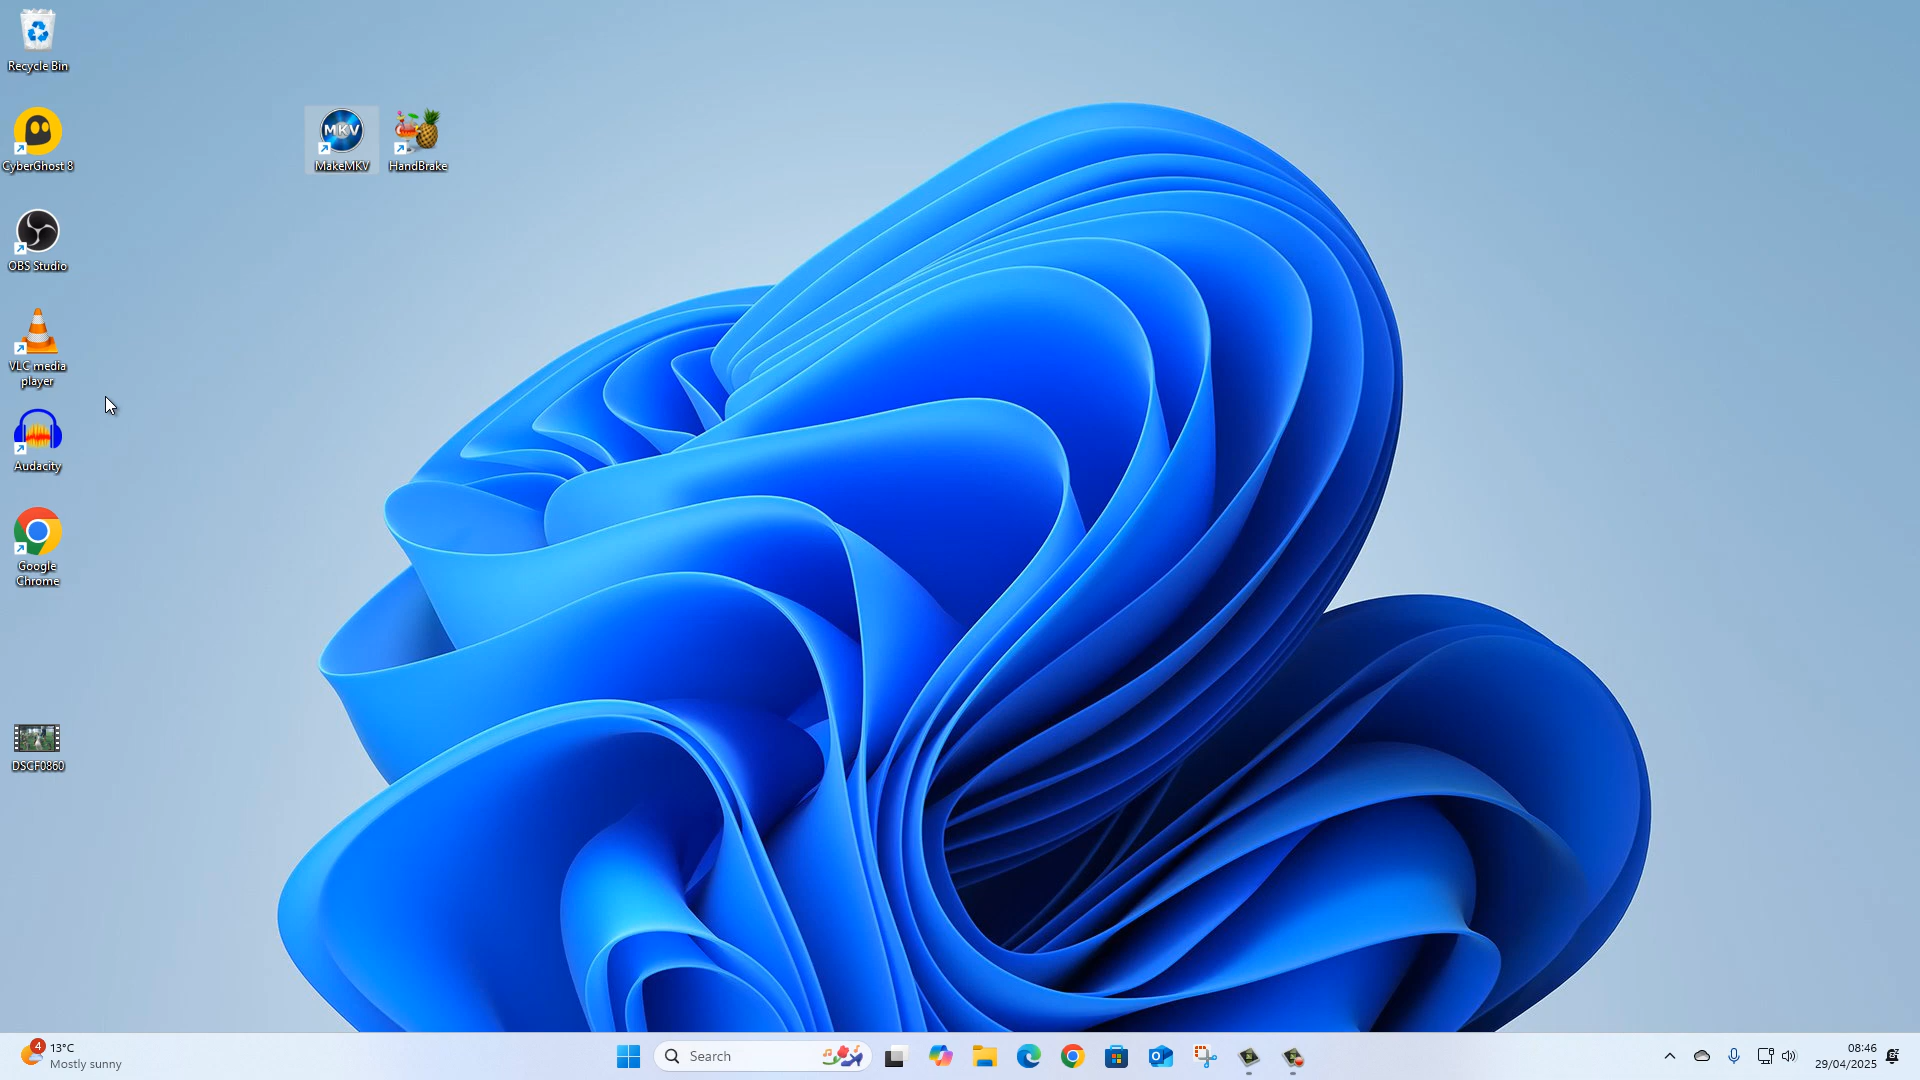 Recycle Bin
CyberGhost 8
OBS Studio
VLC media
player
Audacity
Google
Chrome
DSCF0860
MKV
MakeMKV
HandBrake
4
13°C
Mostly sunny
Search
08:46
29/04/2025